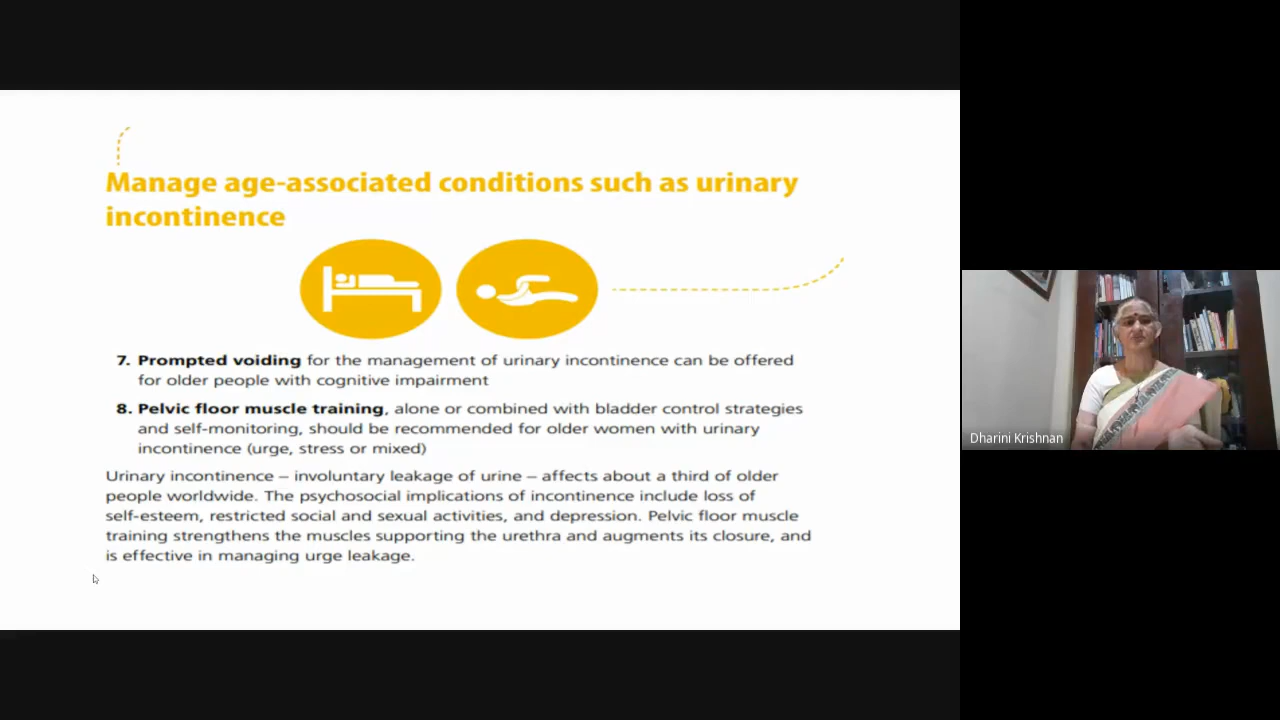 Manage age-associated conditions such as urinary
incontinence
7. Prompted voiding for the management of urinary incontinence can be offered
for older people with cognitive impairment
8. Pelvic floor muscle training, alone or combined with bladder control strategies
and self-monitoring, should be recommended for older women with urinary
incontinence (urge, stress or mixed)
Urinary incontinence – involuntary leakage of urine – affects about a third of older
people worldwide. The psychosocial implications of incontinence include loss of
self-esteem, restricted social and sexual activities, and depression. Pelvic floor muscle
training strengthens the muscles supporting the urethra and augments its closure, and
is effective in managing urge leakage.
Dharini Krishnan